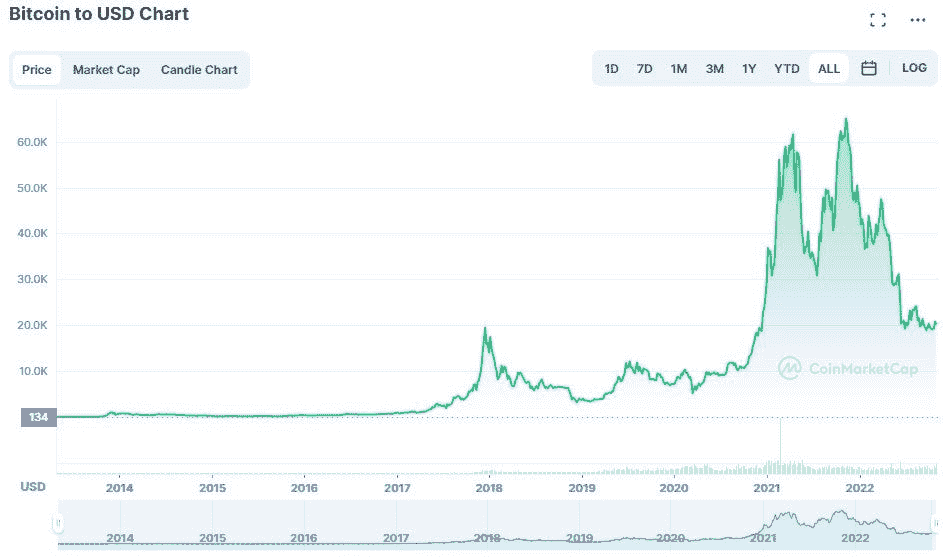 Bitcoin to USD Chart
Price Market Cap Candle Chart 1D 7D 1M 3M 1Y YTD ALL LOG
60.0K
50.0K
40.0K
30.0K
20.0K
10.0K
CoinMarketCap
134
USD 2014 2015 2016 2017 2018 2019 2020 2021 2022
2014 2015 2016 2017 2018 2019 2020 2021 2022